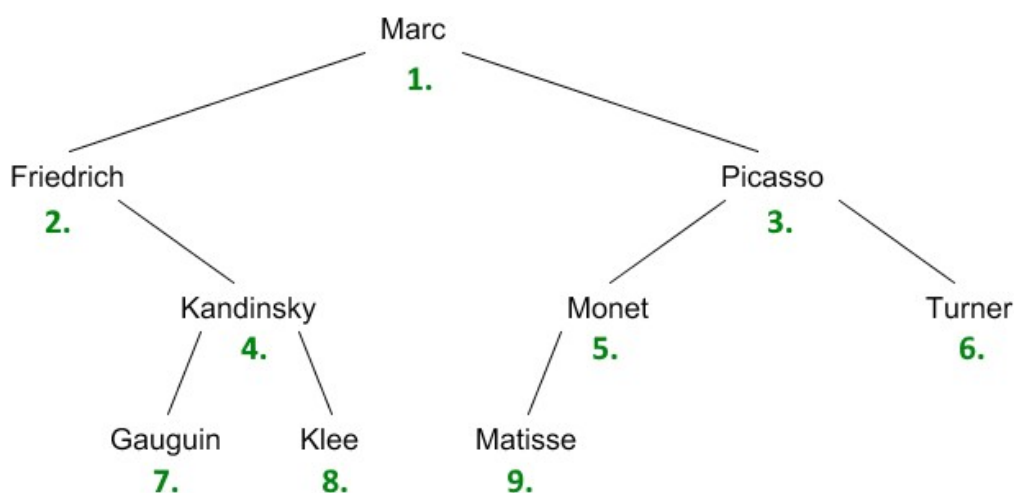 Marc
1.
Friedrich
Picasso
2.
3.
Kandinsky
Monet
Turner
4.
5.
6.
Gauguin
Klee
Matisse
7.
8.
9.